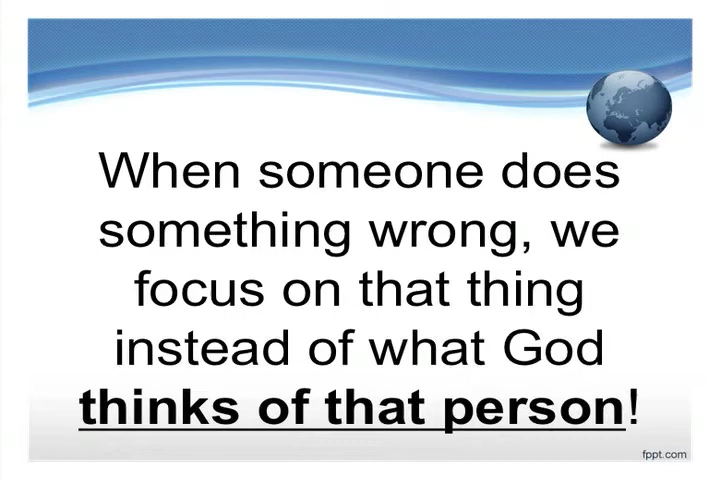 When someone does
something wrong, we
focus on that thing
instead of what God
thinks of that person!
fppt.com